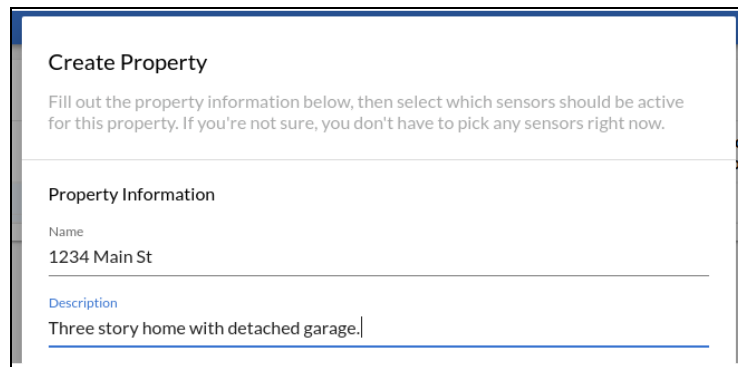 Create Property
Fill out the property information below, then select which sensors should be active
for this property. If you're not sure, you don't have to pick any sensors right now.
Property Information
Name
1234 Main St
Description
Three story home with detached garage.